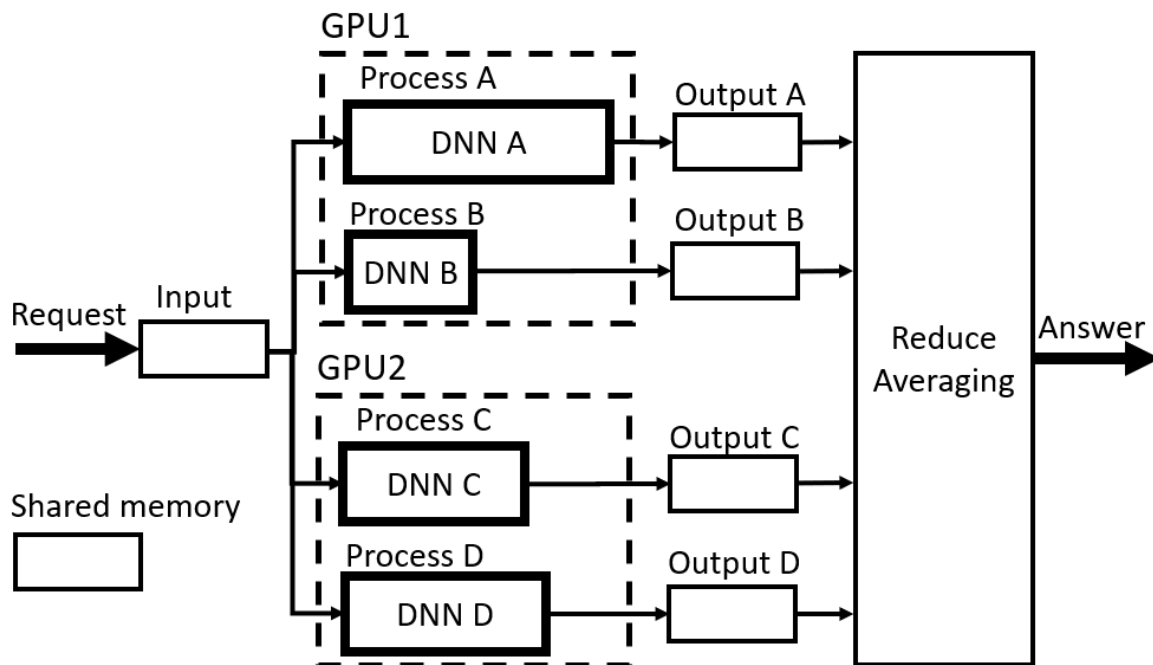 GPU1
Process A
DNN A
Output A
Process B
DNN B
Output B
Request
Input
Reduce
Averaging
Answer
GPU2
Process C
DNN C
Output C
Shared memory
Process D
DNN D
Output D